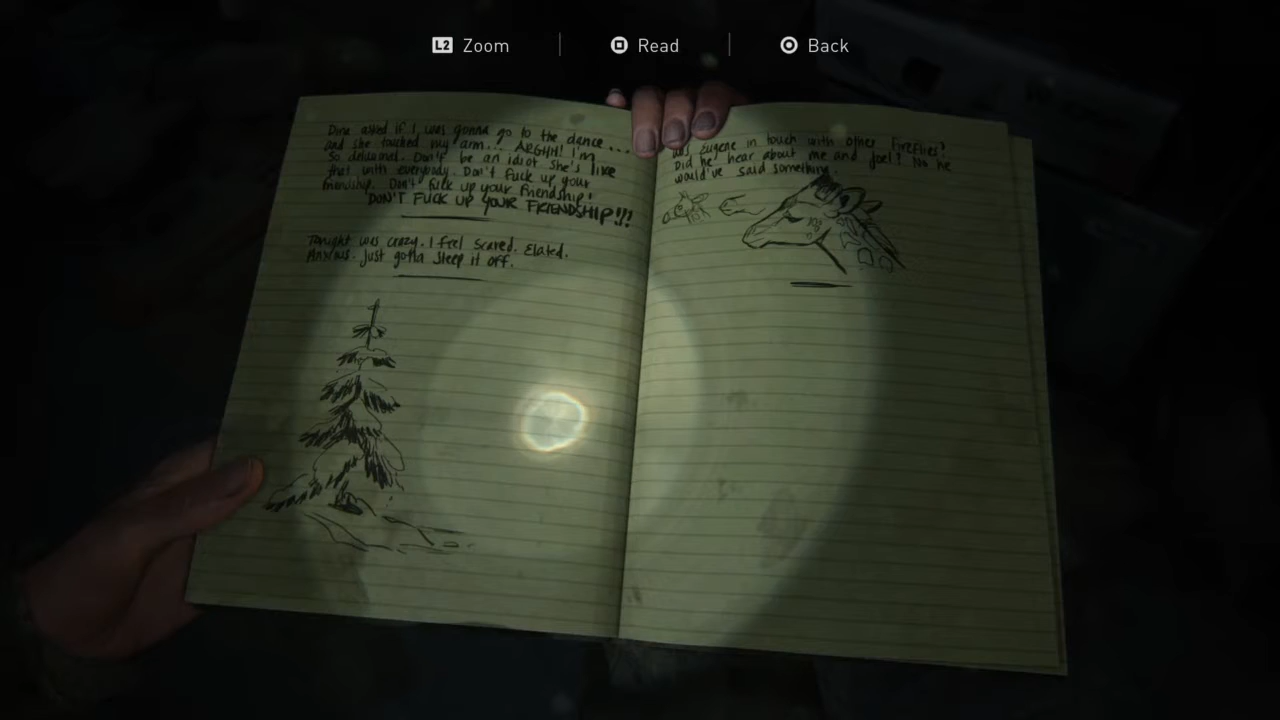 L2 Zoom
Read
Back
Dina asked if I was gonna go to the dance ...
and she touched my arm... ARGHH! I'm
so delusional. Don't be an idiot. She's like
that with everybody. Don't fuck up your
friendship. Don't fuck up your friendship!
DON'T FUCK UP YOUR FRIENDSHIP!!!
Tonight was crazy. I feel scared. Elated.
Anxious. Just gotta sleep it off.
Was Eugene in touch with other Fireflies?
Did he hear about me and Joel? No he
would've said something.